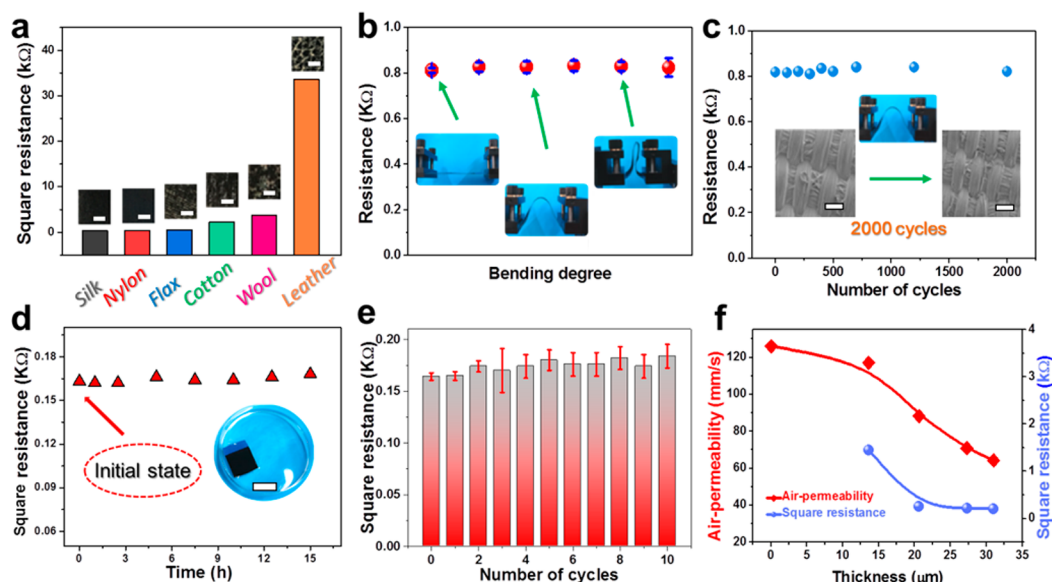 a
Square resistance (kΩ)
40
30
20
10
0
Silk
Nylon
Flax
Cotton
Wool
Leather
b
Resistance (KΩ)
1.0
0.8
0.6
0.4
0.2
0.0
Bending degree
c
Resistance (KΩ)
1.0
0.8
0.6
0.4
0.2
0.0
2000 cycles
0 500 1000 1500 2000
Number of cycles
d
Square resistance (KΩ)
0.18
0.15
0.12
0.09
0.06
Initial state
0 3 6 9 12 15
Time (h)
e
Square resistance (KΩ)
0.20
0.15
0.10
0.05
0.00
0 2 4 6 8 10
Number of cycles
f
Air-permeability (mm/s)
120
100
80
60
40
20
Air-permeability
Square resistance
0 5 10 15 20 25 30 35
Thickness (μm)
4
3
2
1
0
Square resistance (kΩ)